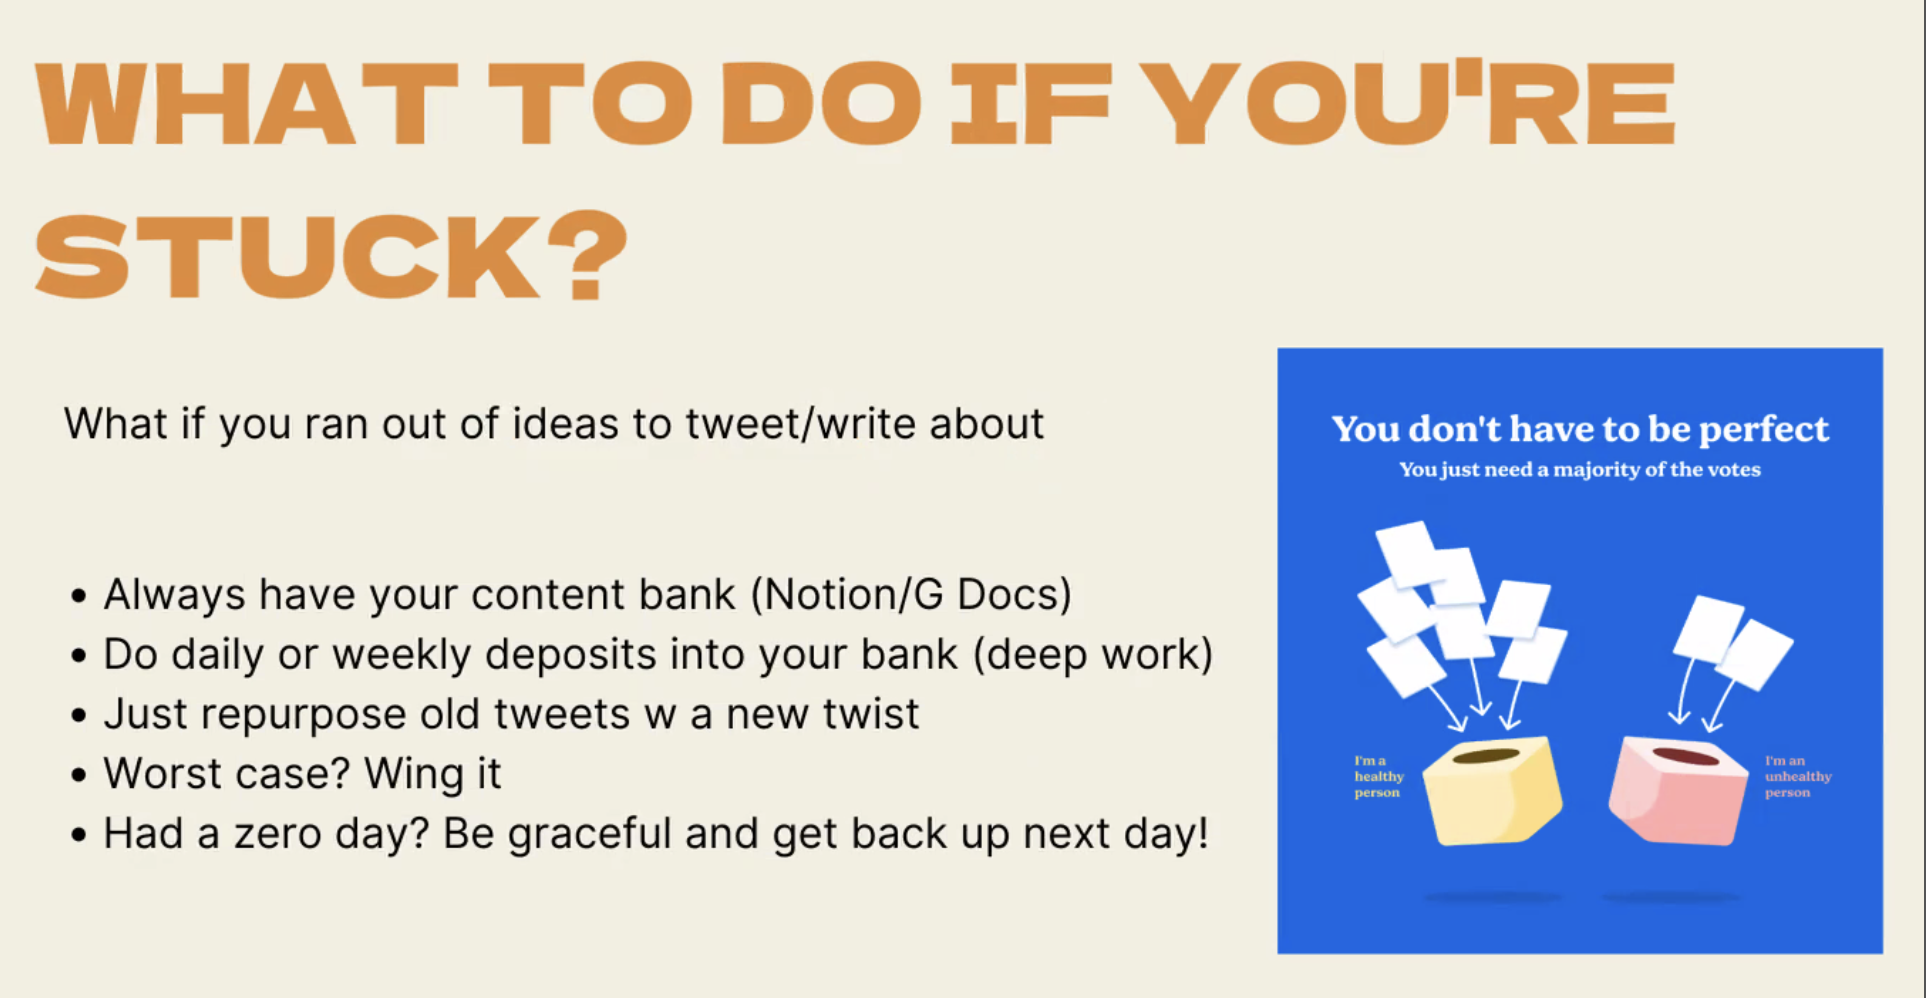 WHAT TO DO IF YOU'RE
STUCK?
What if you ran out of ideas to tweet/write about
• Always have your content bank (Notion/G Docs)
• Do daily or weekly deposits into your bank (deep work)
• Just repurpose old tweets w a new twist
• Worst case? Wing it
• Had a zero day? Be graceful and get back up next day!
You don't have to be perfect
You just need a majority of the votes
I'm a
healthy
person
I'm an
unhealthy
person